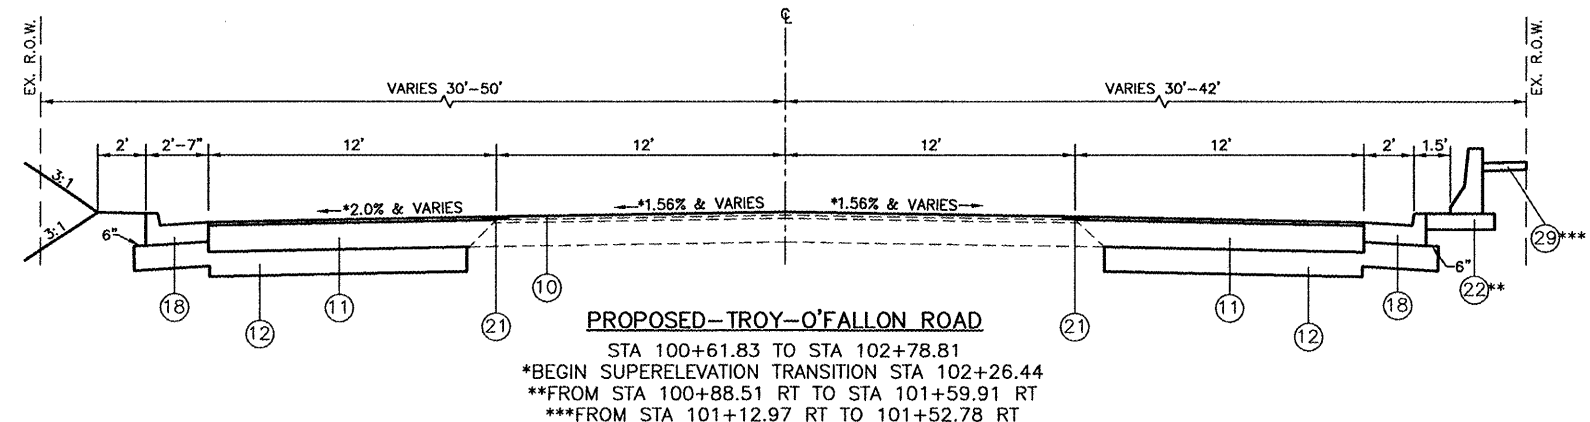 ℄
EX. R.O.W.
EX. R.O.W.
VARIES 30'-50'
VARIES 30'-42'
2'
2'-7"
12'
12'
12'
12'
2'
1.5'
3:1
3:1
*2.0% & VARIES
*1.56% & VARIES
*1.56% & VARIES
6"
6"
29***
22**
18
12
11
21
10
21
11
12
18
PROPOSED-TROY-O'FALLON ROAD
STA 100+61.83 TO STA 102+78.81
*BEGIN SUPERELEVATION TRANSITION STA 102+26.44
**FROM STA 100+88.51 RT TO STA 101+59.91 RT
***FROM STA 101+12.97 RT TO 101+52.78 RT